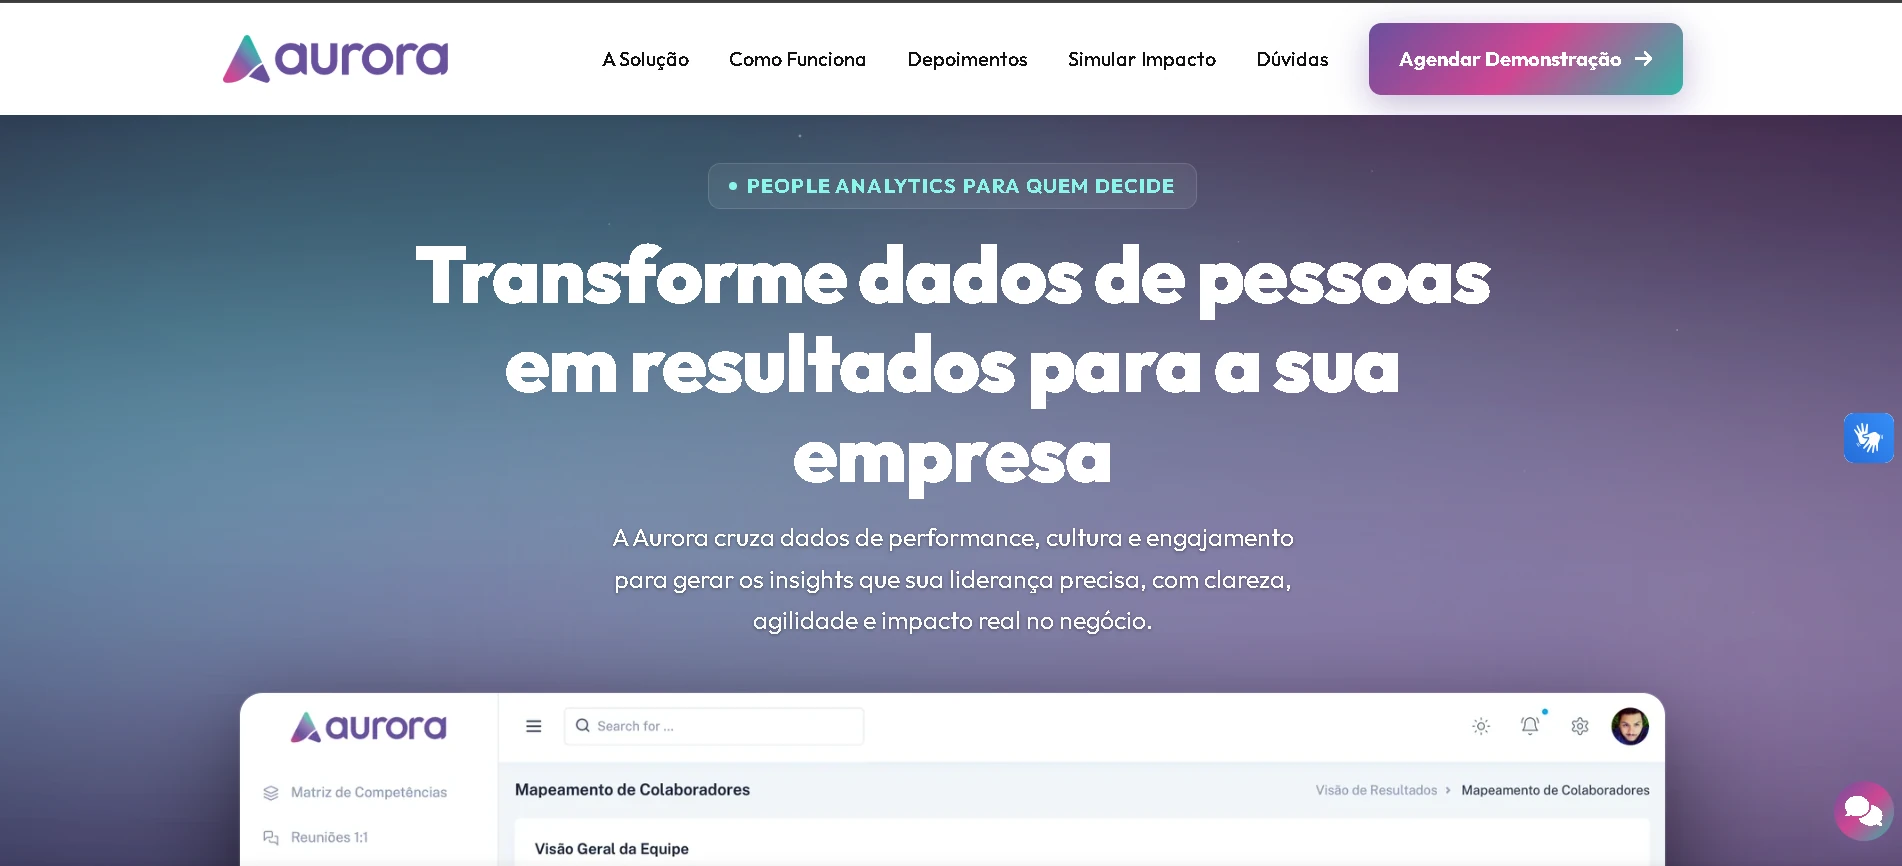 aurora
A Solução
Como Funciona
Depoimentos
Simular Impacto
Dúvidas
Agendar Demonstração
PEOPLE ANALYTICS PARA QUEM DECIDE
Transforme dados de pessoas
em resultados para a sua
empresa
A Aurora cruza dados de performance, cultura e engajamento
para gerar os insights que sua liderança precisa, com clareza,
agilidade e impacto real no negócio.
aurora
Search for ...
Matriz de Competências
Reuniões 1:1
Mapeamento de Colaboradores
Visão de Resultados > Mapeamento de Colaboradores
Visão Geral da Equipe